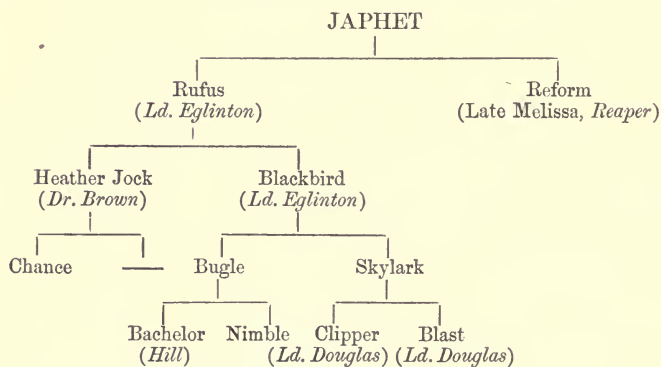 JAPHET
Rufus Reform
(Ld. Eglinton) (Late Melissa, Reaper)
Heather Jock Blackbird
(Dr. Brown) (Ld. Eglinton)
Chance — Bugle Skylark
Bachelor Nimble Clipper Blast
(Hill) (Ld. Douglas) (Ld. Douglas)